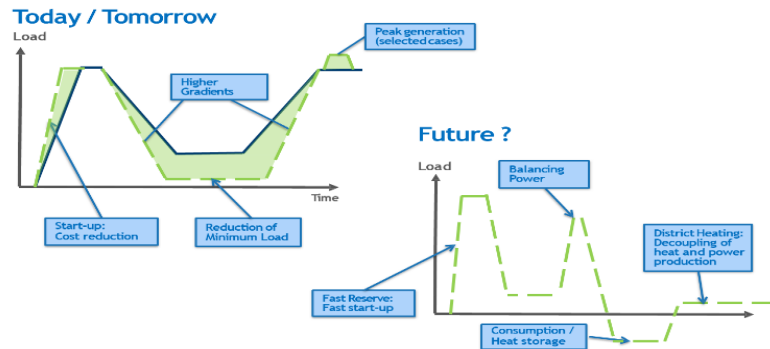 Today / Tomorrow
Load
Peak generation
(selected cases)
Higher
Gradients
Time
Start-up:
Cost reduction
Reduction of
Minimum Load
Future ?
Load
Balancing
Power
District Heating:
Decoupling of
heat and power
production
Fast Reserve:
Fast start-up
Consumption /
Heat storage